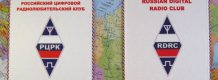 РОССИЙСКИЙ ЦИФРОВОЙ
РАДИОЛЮБИТЕЛЬСКИЙ КЛУБ
РЦРК
RUSSIAN DIGITAL
RADIO CLUB
RDRC